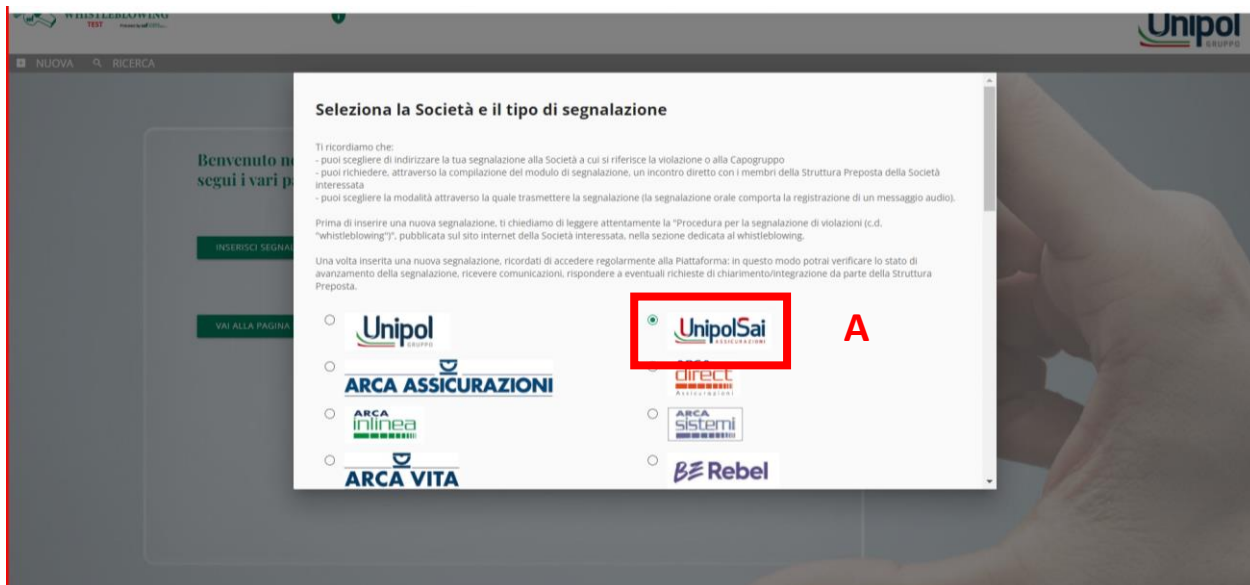 WHISTLEBLOWING
TEST
Unipol
GRUPPO
NUOVA RICERCA
Benvenuto ne
segui i vari pa
INSERISCI SEGNAL
VAI ALLA PAGINA
Seleziona la Società e il tipo di segnalazione
Ti ricordiamo che:
- puoi scegliere di indirizzare la tua segnalazione alla Società a cui si riferisce la violazione o alla Capogruppo
- puoi richiedere, attraverso la compilazione del modulo di segnalazione, un incontro diretto con i membri della Struttura Preposta della Società
interessata
- puoi scegliere la modalità attraverso la quale trasmettere la segnalazione (la segnalazione orale comporta la registrazione di un messaggio audio).
Prima di inserire una nuova segnalazione, ti chiediamo di leggere attentamente la "Procedura per la segnalazione di violazioni (c.d.
"whistleblowing")", pubblicata sul sito internet della Società interessata, nella sezione dedicata al whistleblowing.
Una volta inserita una nuova segnalazione, ricordati di accedere regolarmente alla Piattaforma: in questo modo potrai verificare lo stato di
avanzamento della segnalazione, ricevere comunicazioni, rispondere a eventuali richieste di chiarimento/integrazione da parte della Struttura
Preposta.
Unipol
GRUPPO
UnipolSai
ASSICURAZIONI
A
ARCA ASSICURAZIONI
ARCA
direct
Assicurazioni
ARCA
inlinea
ARCA
sistemi
ARCA VITA
BE Rebel